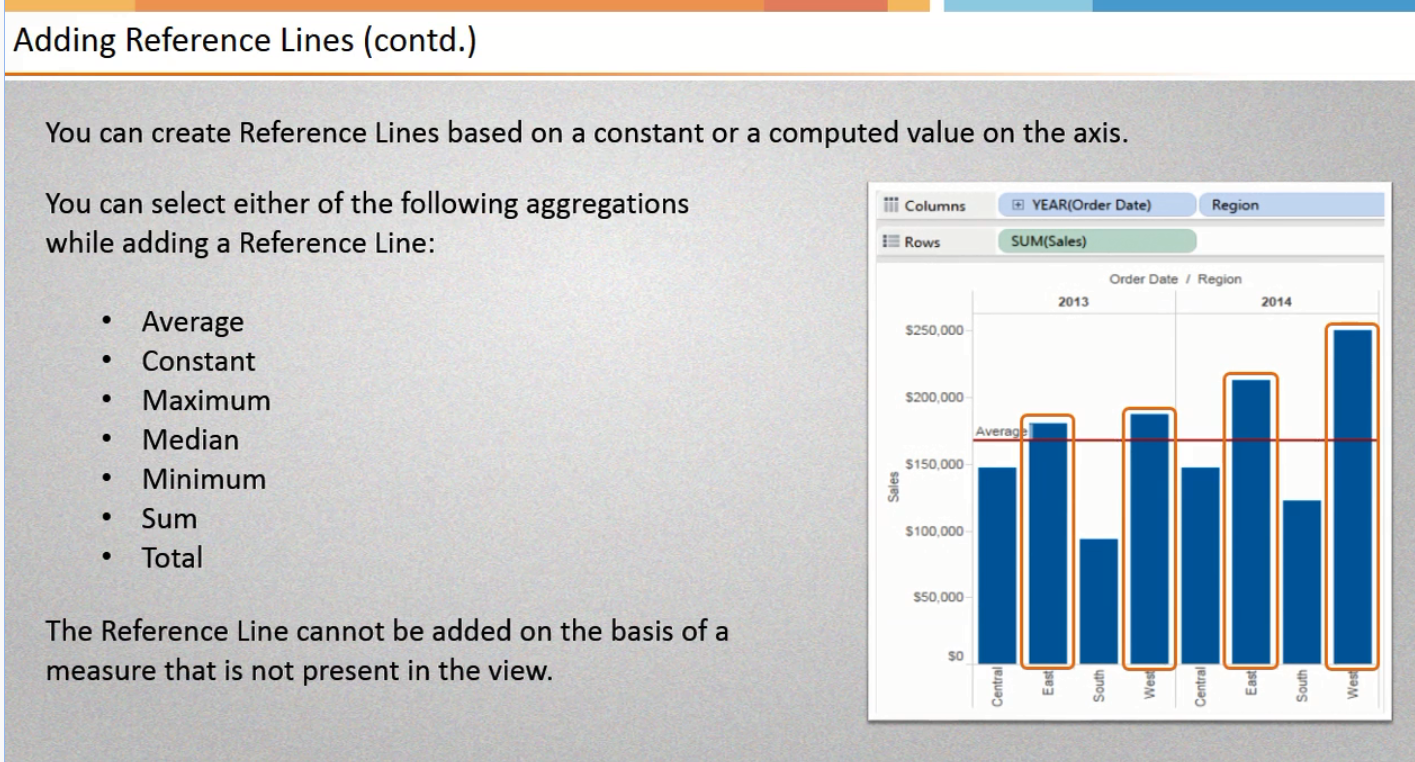 Adding Reference Lines (contd.)
You can create Reference Lines based on a constant or a computed value on the axis.
You can select either of the following aggregations
while adding a Reference Line:
• Average
• Constant
• Maximum
• Median
• Minimum
• Sum
• Total
The Reference Line cannot be added on the basis of a
measure that is not present in the view.
Columns YEAR(Order Date) Region
Rows SUM(Sales)
Order Date / Region
2013 2014
$250,000
$200,000
Average
$150,000
$100,000
$50,000
$0
Sales
Central East South West Central East South West